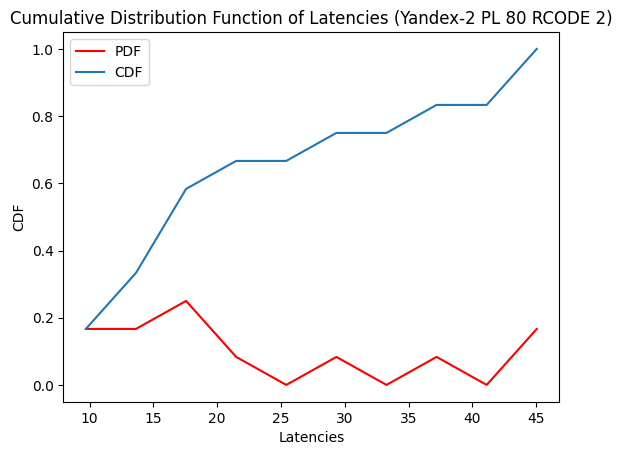 Cumulative Distribution Function of Latencies (Yandex-2 PL 80 RCODE 2)
PDF
CDF
CDF
1.0
0.8
0.6
0.4
0.2
0.0
10 15 20 25 30 35 40 45
Latencies